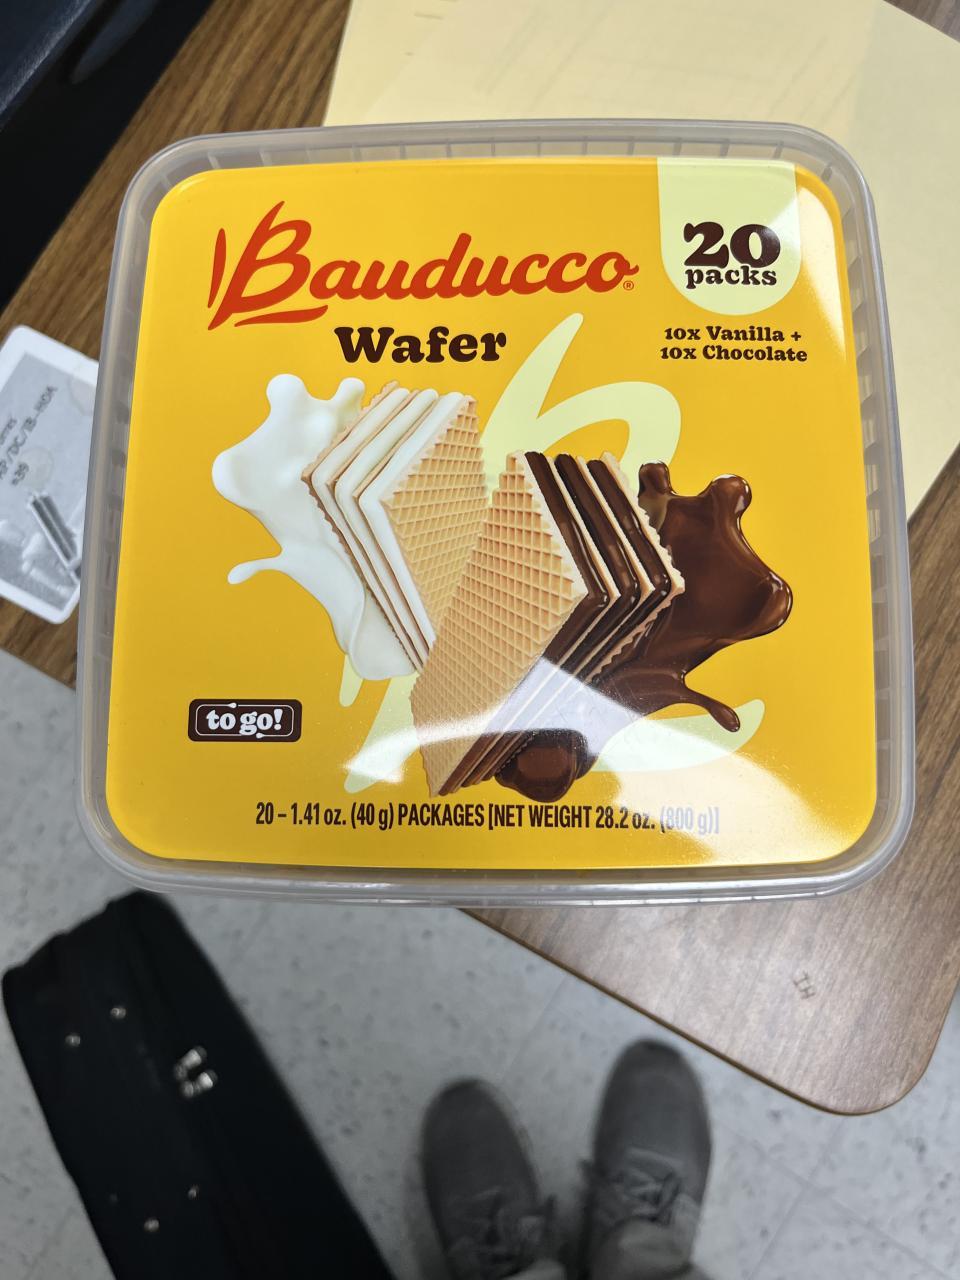 Bauducco®
Wafer
20
packs
10x Vanilla +
10x Chocolate
to go!
20 – 1.41 oz. (40 g) PACKAGES [NET WEIGHT 28.2 oz. (800 g)]
IH